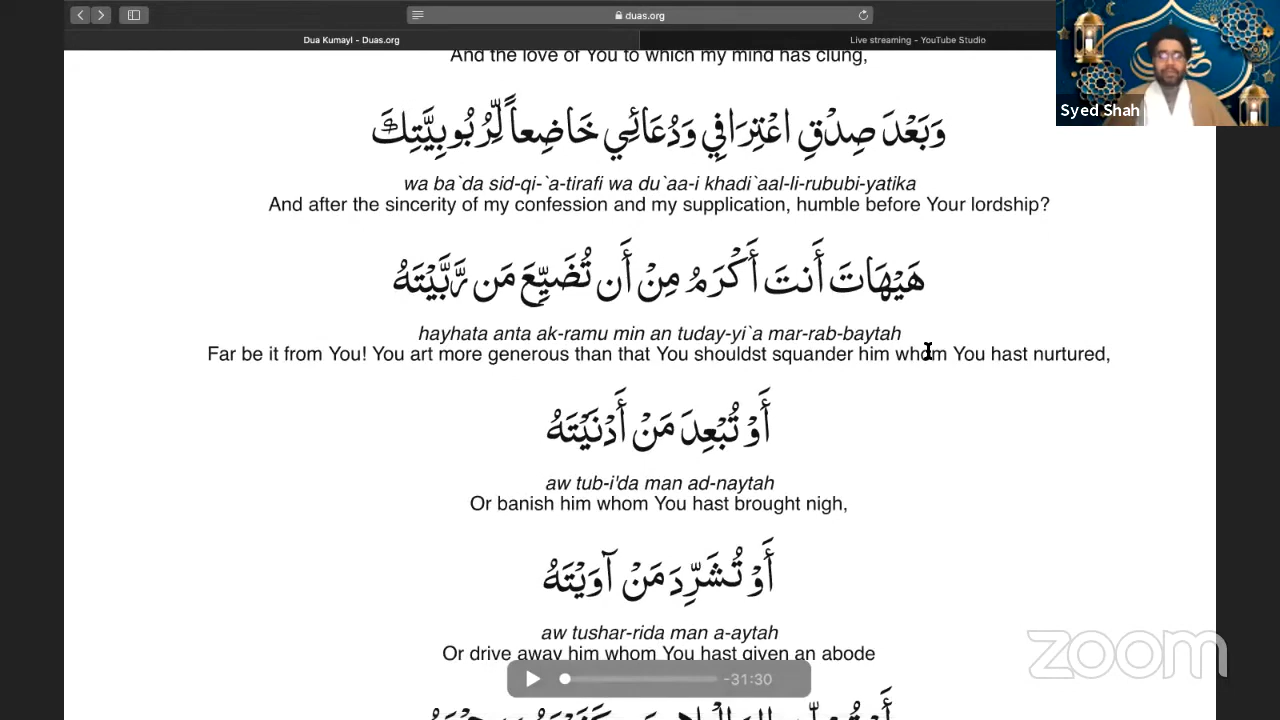 duas.org
Dua Kumayl - Duas.org
Live streaming - YouTube Studio
And the love of You to which my mind has clung,
Syed Shah
وَبَعْدَ صِدْقِ اعْتِرَافِي وَدُعَائِي خَاضِعاً لِّرُبُوبِيَّتِكَ
wa ba`da sid-qi-`a-tirafi wa du`aa-i khadi`aal-li-rububi-yatika
And after the sincerity of my confession and my supplication, humble before Your lordship?
هَيْهَاتَ أَنتَ أَكْرَمُ مِنْ أَن تُضَيِّعَ مَن رَّبَّيْتَهُ
hayhata anta ak-ramu min an tuday-yi`a mar-rab-baytah
Far be it from You! You art more generous than that You shouldst squander him whom You hast nurtured,
أَوْ تُبْعِدَ مَنْ أَدْنَيْتَهُ
aw tub-i'da man ad-naytah
Or banish him whom You hast brought nigh,
أَوْ تُشَرِّدَ مَنْ آوَيْتَهُ
aw tushar-rida man a-aytah
Or drive away him whom You hast given an abode
zoom
-31:30